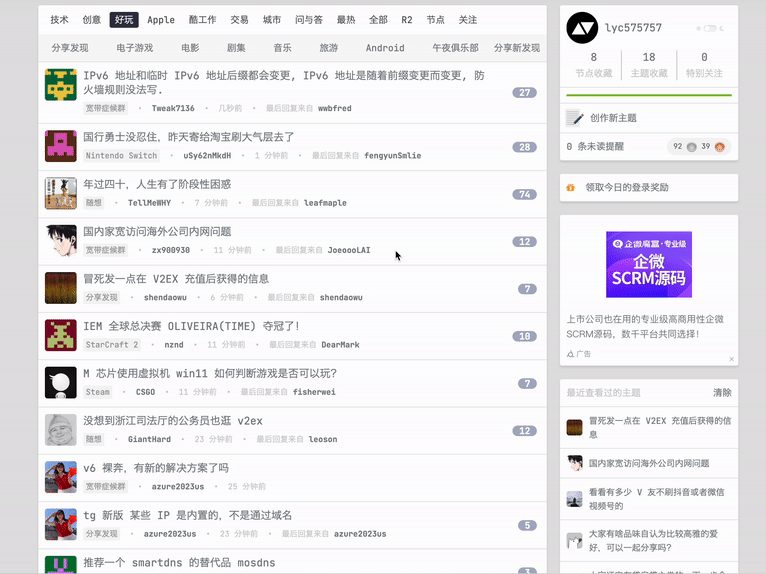 技术 创意 好玩 Apple 酷工作 交易 城市 问与答 最热 全部 R2 节点 关注
分享发现 电子游戏 电影 剧集 音乐 旅游 Android 午夜俱乐部 分享新发现
IPv6 地址和临时 IPv6 地址后缀都会变更, IPv6 地址是随着前缀变更而变更, 防
火墙规则没法写.
宽带症候群 • Tweak7136 • 几秒前 • 最后回复来自 wwbfred
27
国行勇士没忍住，昨天寄给淘宝刷大气层去了
Nintendo Switch • uSy62nMkdH • 1 分钟前 • 最后回复来自 fengyunSmlie
28
年过四十，人生有了阶段性困惑
随想 • TellMeWHY • 7 分钟前 • 最后回复来自 leafmaple
74
国内家宽访问海外公司内网问题
宽带症候群 • zx900930 • 11 分钟前 • 最后回复来自 JoeoooLAI
12
冒死发一点在 V2EX 充值后获得的信息
分享发现 • shendaowu • 6 分钟前 • 最后回复来自 shendaowu
7
IEM 全球总决赛 OLIVEIRA(TIME) 夺冠了！
StarCraft 2 • nznd • 11 分钟前 • 最后回复来自 DearMark
10
M 芯片使用虚拟机 win11 如何判断游戏是否可以玩？
Steam • CSGO • 11 分钟前 • 最后回复来自 fisherwei
7
没想到浙江司法厅的公务员也逛 v2ex
随想 • GiantHard • 23 分钟前 • 最后回复来自 leoson
12
v6 裸奔，有新的解决方案了吗
宽带症候群 • azure2023us • 25 分钟前
tg 新版 某些 IP 是内置的，不是通过域名
分享发现 • azure2023us • 23 分钟前 • 最后回复来自 azure2023us
5
推荐一个 smartdns 的替代品 mosdns
lyc575757
8 18 0
节点收藏 主题收藏 特别关注
创作新主题
0 条未读提醒 92 39
领取今日的登录奖励
企微魔盒·专业级
企微
SCRM源码
上市公司也在用的专业级高商用性企微
SCRM源码，数千平台共同选择！
广告
最近查看过的主题 清除
冒死发一点在 V2EX 充值后获得的信
息
国内家宽访问海外公司内网问题
看看有多少 V 友不刷抖音或者微信
视频号的
大家有啥品味自认为比较高雅的爱
好，可以一起分享吗？